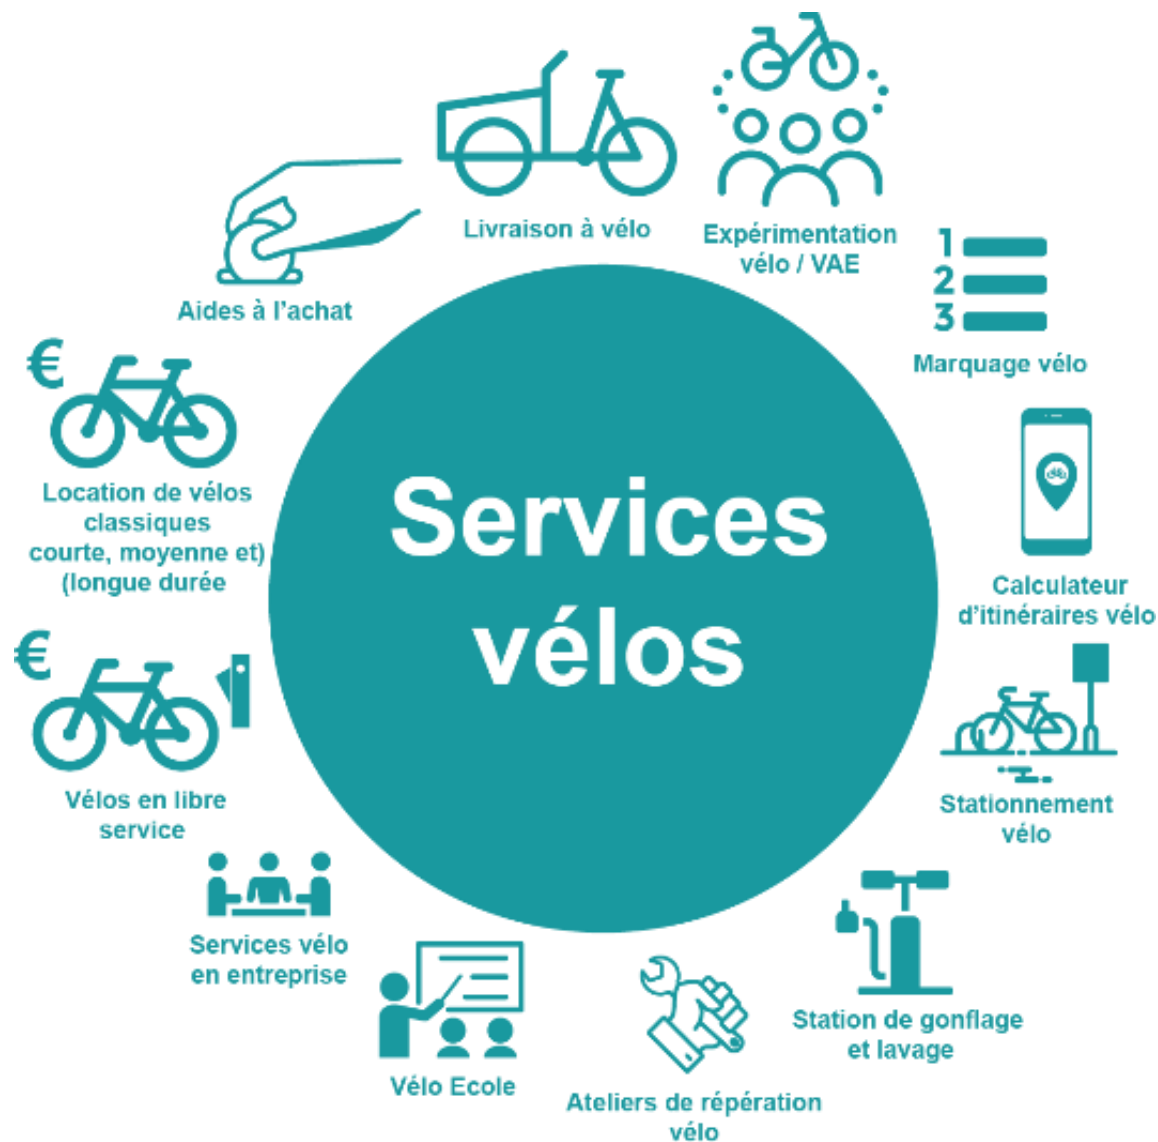 Livraison à vélo
Expérimentation
vélo / VAE
1
2
3
Marquage vélo
Calculateur
d'itinéraires vélo
Stationnement
vélo
Station de gonflage
et lavage
Ateliers de répération
vélo
Vélo Ecole
Services vélo
en entreprise
€
Vélos en libre
service
€
Location de vélos
classiques
courte, moyenne et)
(longue durée
Aides à l'achat
Services
vélos